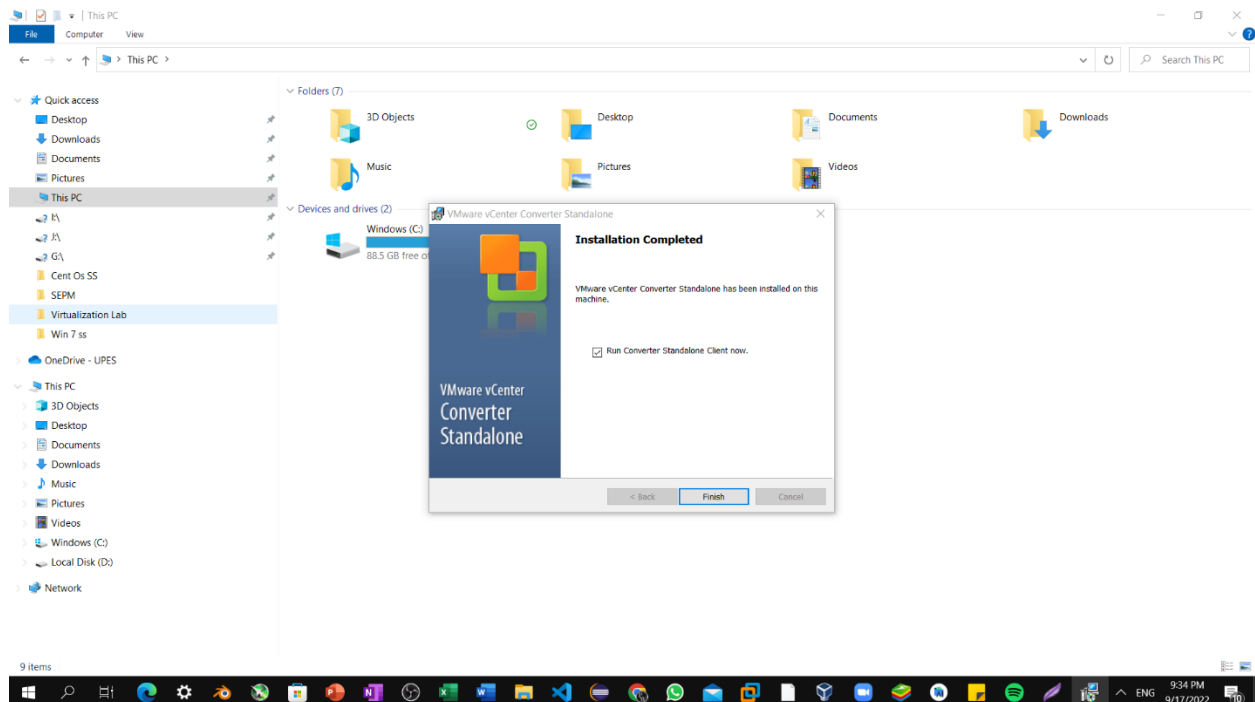 This PC
File Computer View
This PC
Search This PC
Quick access
Desktop
Downloads
Documents
Pictures
This PC
I:\
J:\
G:\
Cent Os SS
SEPM
Virtualization Lab
Win 7 ss
OneDrive - UPES
This PC
3D Objects
Desktop
Documents
Downloads
Music
Pictures
Videos
Windows (C:)
Local Disk (D:)
Network
Folders (7)
3D Objects
Desktop
Documents
Downloads
Music
Pictures
Videos
Devices and drives (2)
Windows (C:)
88.5 GB free
VMware vCenter Converter Standalone
Installation Completed
VMware vCenter Converter Standalone has been installed on this
machine.
Run Converter Standalone Client now.
VMware vCenter
Converter
Standalone
< Back Finish Cancel
9 items
ENG
9:34 PM
9/17/2022